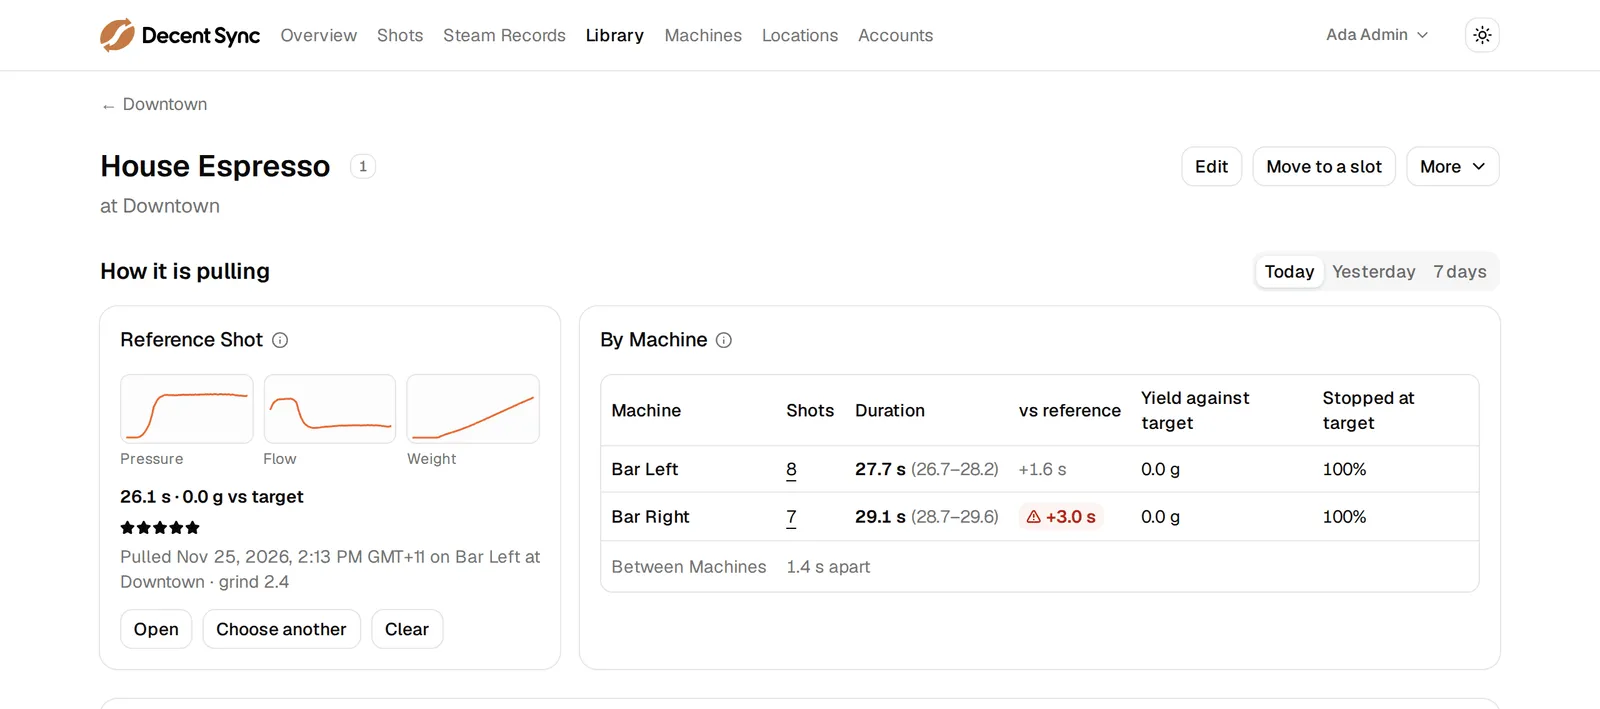 Decent Sync Overview Shots Steam Records Library Machines Locations Accounts Ada Admin
← Downtown
House Espresso 1
Edit Move to a slot More
at Downtown
How it is pulling
Today Yesterday 7 days
Reference Shot
Pressure Flow Weight
26.1 s · 0.0 g vs target
★★★★★
Pulled Nov 25, 2026, 2:13 PM GMT+11 on Bar Left at
Downtown · grind 2.4
Open Choose another Clear
By Machine
Machine Shots Duration vs reference Yield against target Stopped at target
Bar Left 8 27.7 s (26.7–28.2) +1.6 s 0.0 g 100%
Bar Right 7 29.1 s (28.7–29.6) +3.0 s 0.0 g 100%
Between Machines 1.4 s apart